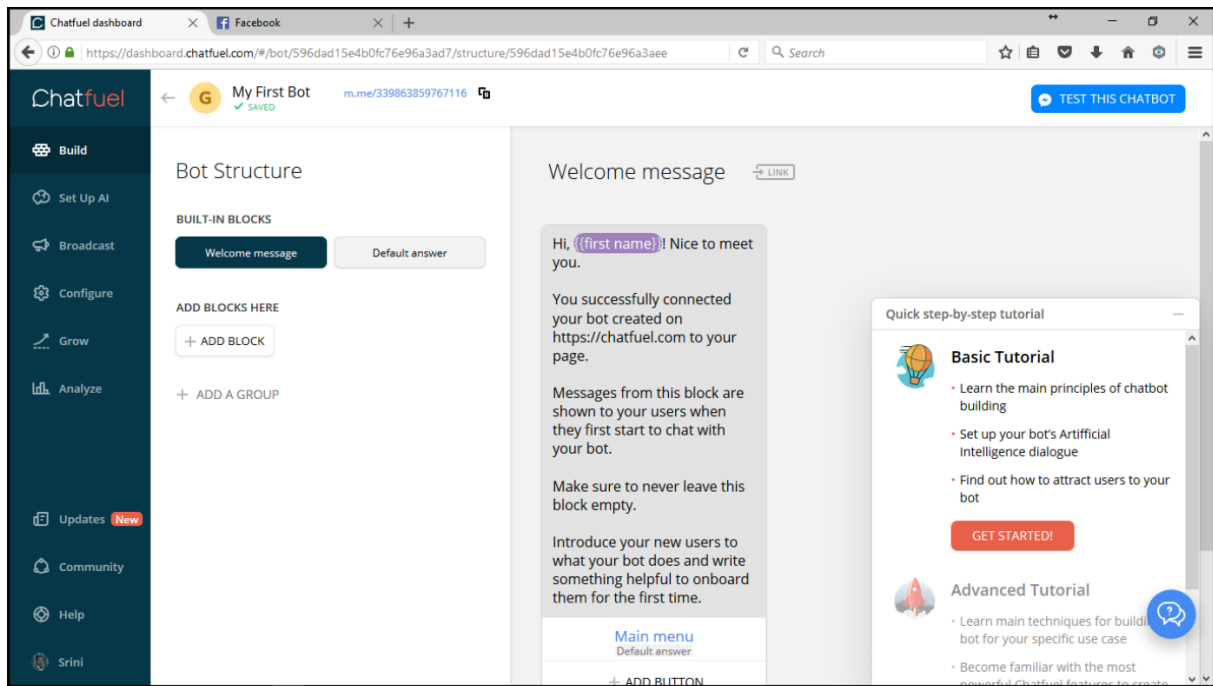 Chatfuel dashboard
Facebook
https://dashboard.chatfuel.com/#/bot/596dad15e4b0fc76e96a3ad7/structure/596dad15e4b0fc76e96a3aee
Search
Chatfuel
G
My First Bot
SAVED
m.me/339863859767116
TEST THIS CHATBOT
Build
Set Up AI
Broadcast
Configure
Grow
Analyze
Updates New
Community
Help
Srini
Bot Structure
BUILT-IN BLOCKS
Welcome message
Default answer
ADD BLOCKS HERE
+ ADD BLOCK
+ ADD A GROUP
Welcome message
LINK
Hi, {{first name}}! Nice to meet
you.
You successfully connected
your bot created on
https://chatfuel.com to your
page.
Messages from this block are
shown to your users when
they first start to chat with
your bot.
Make sure to never leave this
block empty.
Introduce your new users to
what your bot does and write
something helpful to onboard
them for the first time.
Main menu
Default answer
+ ADD BUTTON
Quick step-by-step tutorial
Basic Tutorial
• Learn the main principles of chatbot
building
• Set up your bot's Artifficial
Intelligence dialogue
• Find out how to attract users to your
bot
GET STARTED!
Advanced Tutorial
• Learn main techniques for
bot for your specific use case
• Become familiar with the most
powerful Chatfuel features to create